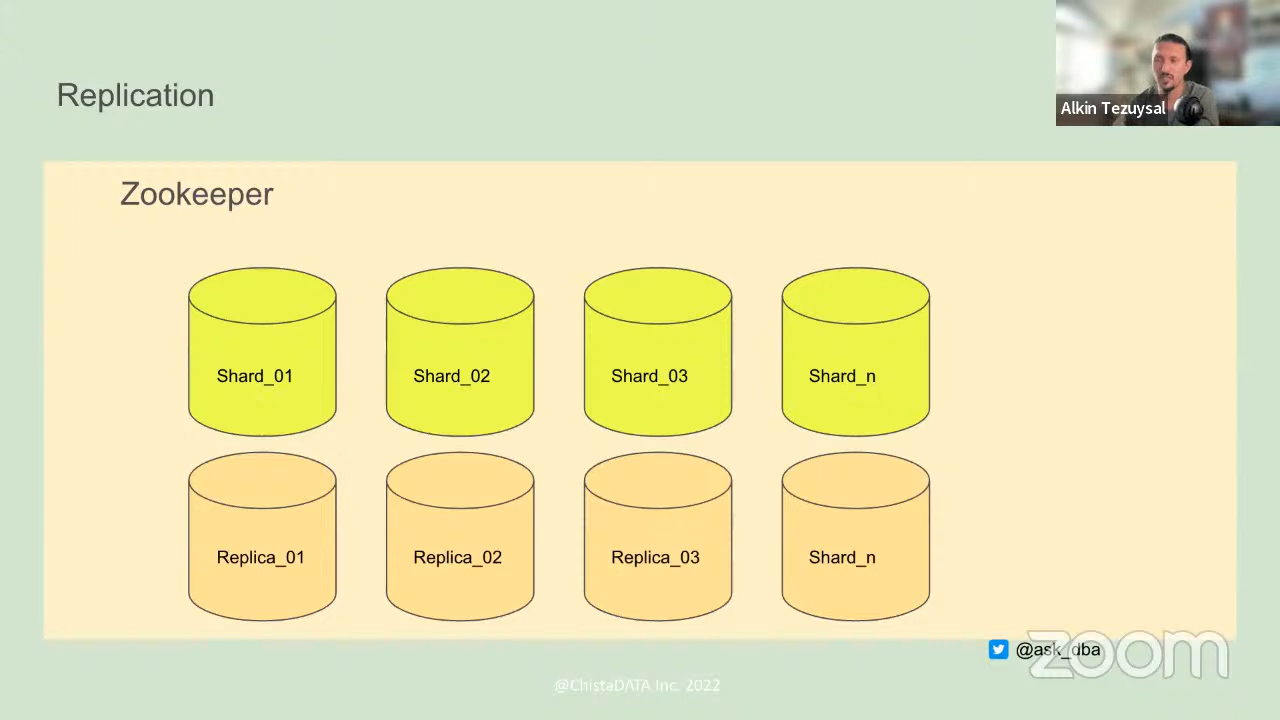 Alkin Tezuysal
Replication
Zookeeper
Shard_01 Shard_02 Shard_03 Shard_n
Replica_01 Replica_02 Replica_03 Shard_n
@ask_dba
zoom
@ChistaDATA Inc. 2022